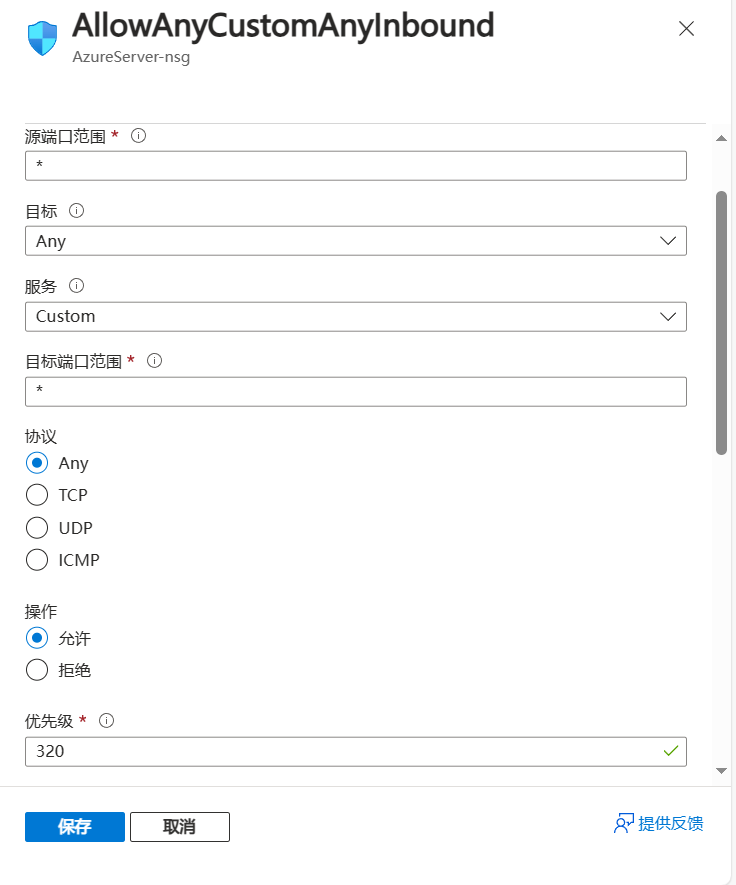 AllowAnyCustomAnyInbound
AzureServer-nsg
源端口范围 *
*
目标
Any
服务
Custom
目标端口范围 *
*
协议
Any
TCP
UDP
ICMP
操作
允许
拒绝
优先级 *
320
保存 取消 提供反馈